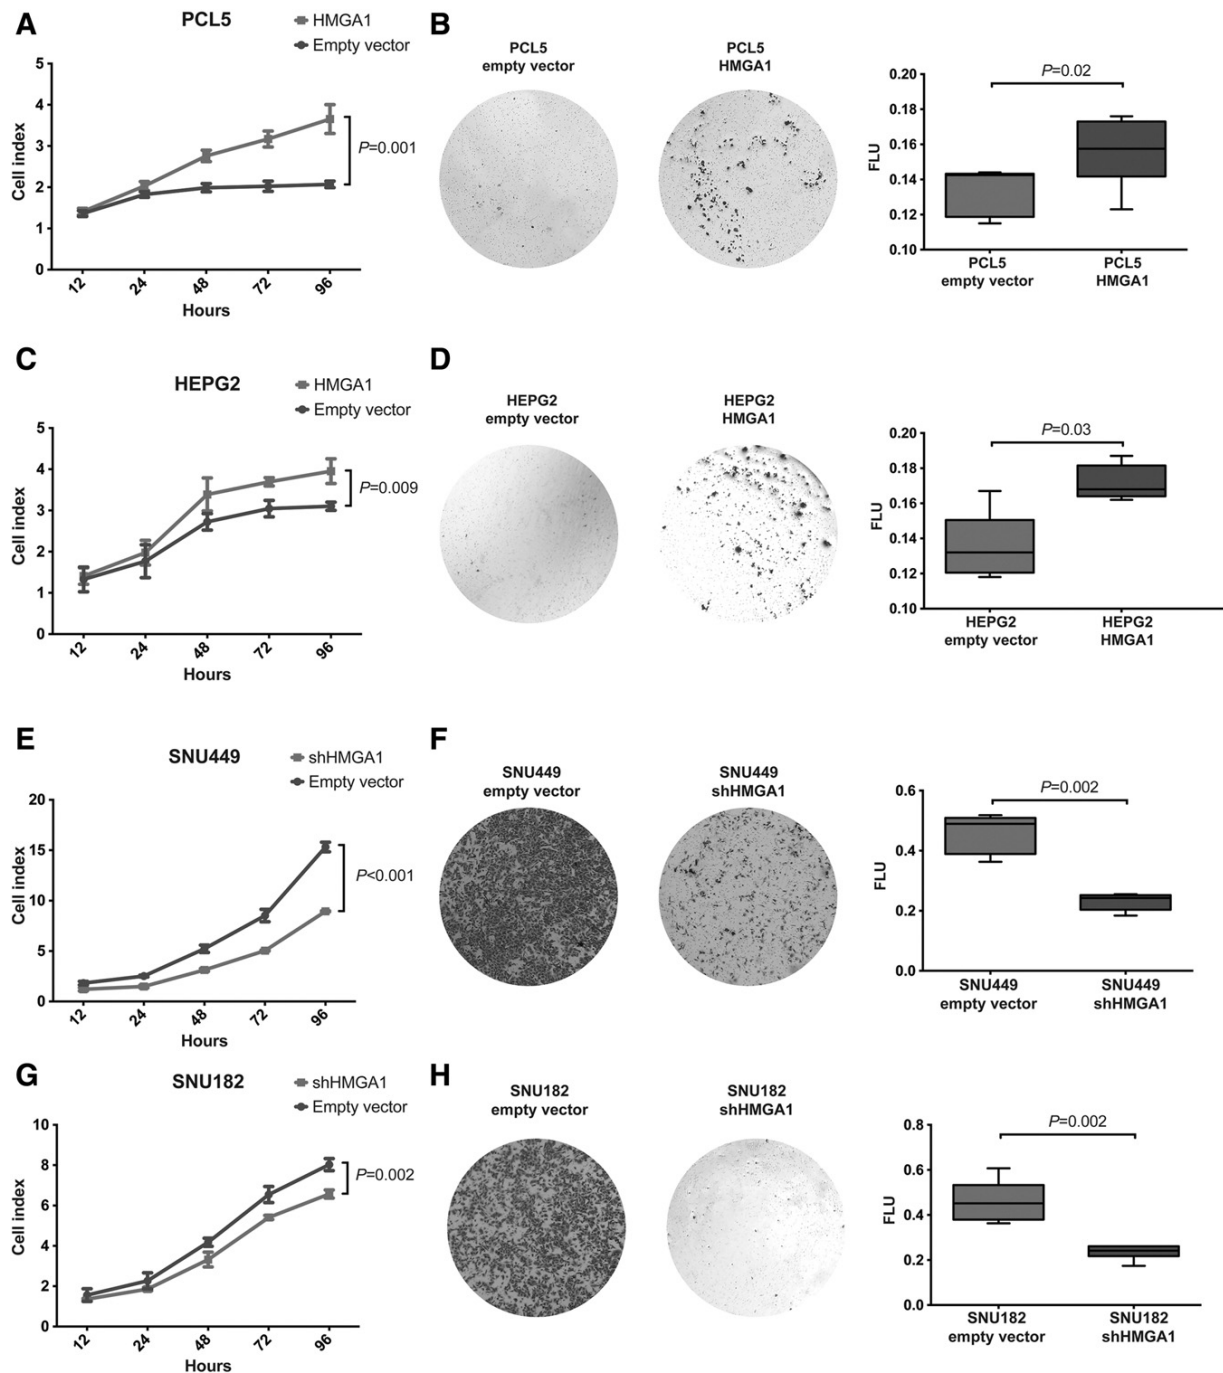 A
PCL5
HMGA1
Empty vector
5
4
3
2
1
0
Cell index
12
24
48
72
96
Hours
P=0.001
B
PCL5
empty vector
PCL5
HMGA1
0.20
0.18
0.16
0.14
0.12
0.10
FLU
P=0.02
PCL5
empty vector
PCL5
HMGA1
C
HEPG2
HMGA1
Empty vector
5
4
3
2
1
0
Cell index
12
24
48
72
96
Hours
P=0.009
D
HEPG2
empty vector
HEPG2
HMGA1
0.20
0.18
0.16
0.14
0.12
0.10
FLU
P=0.03
HEPG2
empty vector
HEPG2
HMGA1
E
SNU449
shHMGA1
Empty vector
20
15
10
5
0
Cell index
12
24
48
72
96
Hours
P<0.001
F
SNU449
empty vector
SNU449
shHMGA1
0.6
0.4
0.2
0.0
FLU
P=0.002
SNU449
empty vector
SNU449
shHMGA1
G
SNU182
shHMGA1
Empty vector
10
8
6
4
2
0
Cell index
12
24
48
72
96
Hours
P=0.002
H
SNU182
empty vector
SNU182
shHMGA1
0.8
0.6
0.4
0.2
0.0
FLU
P=0.002
SNU182
empty vector
SNU182
shHMGA1